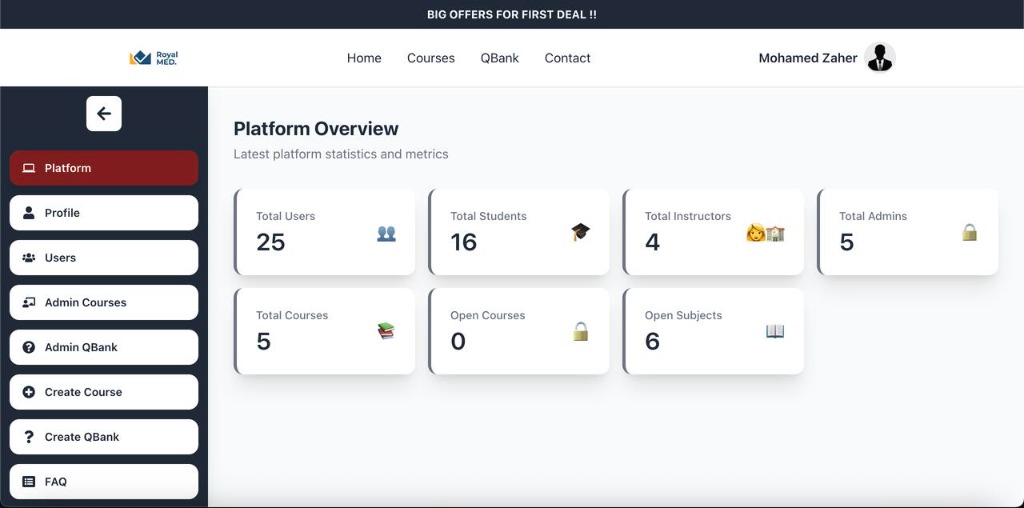 BIG OFFERS FOR FIRST DEAL !!
Royal
MED.
Home
Courses
QBank
Contact
Mohamed Zaher
Platform
Profile
Users
Admin Courses
Admin QBank
Create Course
Create QBank
FAQ
Platform Overview
Latest platform statistics and metrics
Total Users
25
Total Students
16
Total Instructors
4
Total Admins
5
Total Courses
5
Open Courses
0
Open Subjects
6